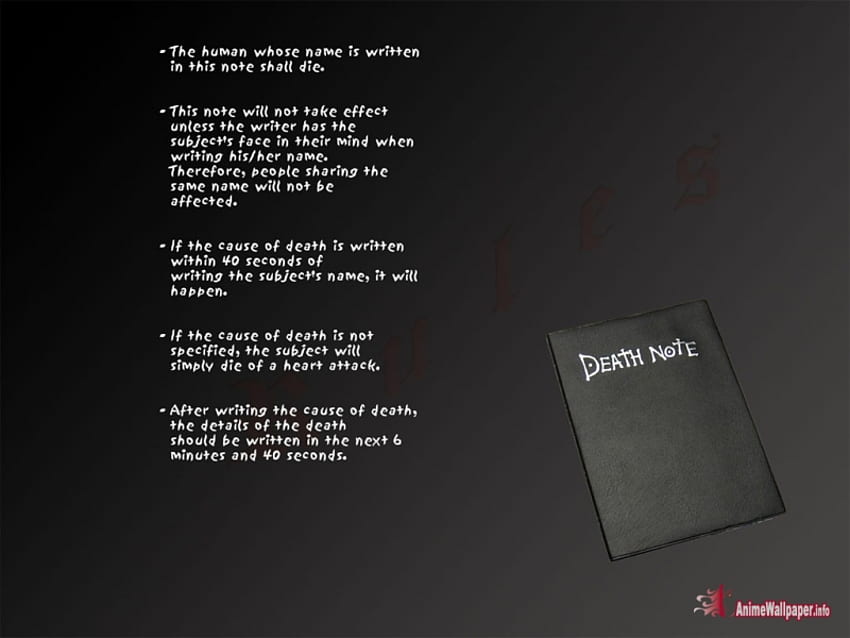 - The human whose name is written
in this note shall die.
- This note will not take effect
unless the writer has the
subject's face in their mind when
writing his/her name.
Therefore, people sharing the
same name will not be
affected.
- If the cause of death is written
within 40 seconds of
writing the subject's name, it will
happen.
- If the cause of death is not
specified, the subject will
simply die of a heart attack.
- After writing the cause of death,
the details of the death
should be written in the next 6
minutes and 40 seconds.
Rules
DEATH NOTE
AnimeWallpaper.info